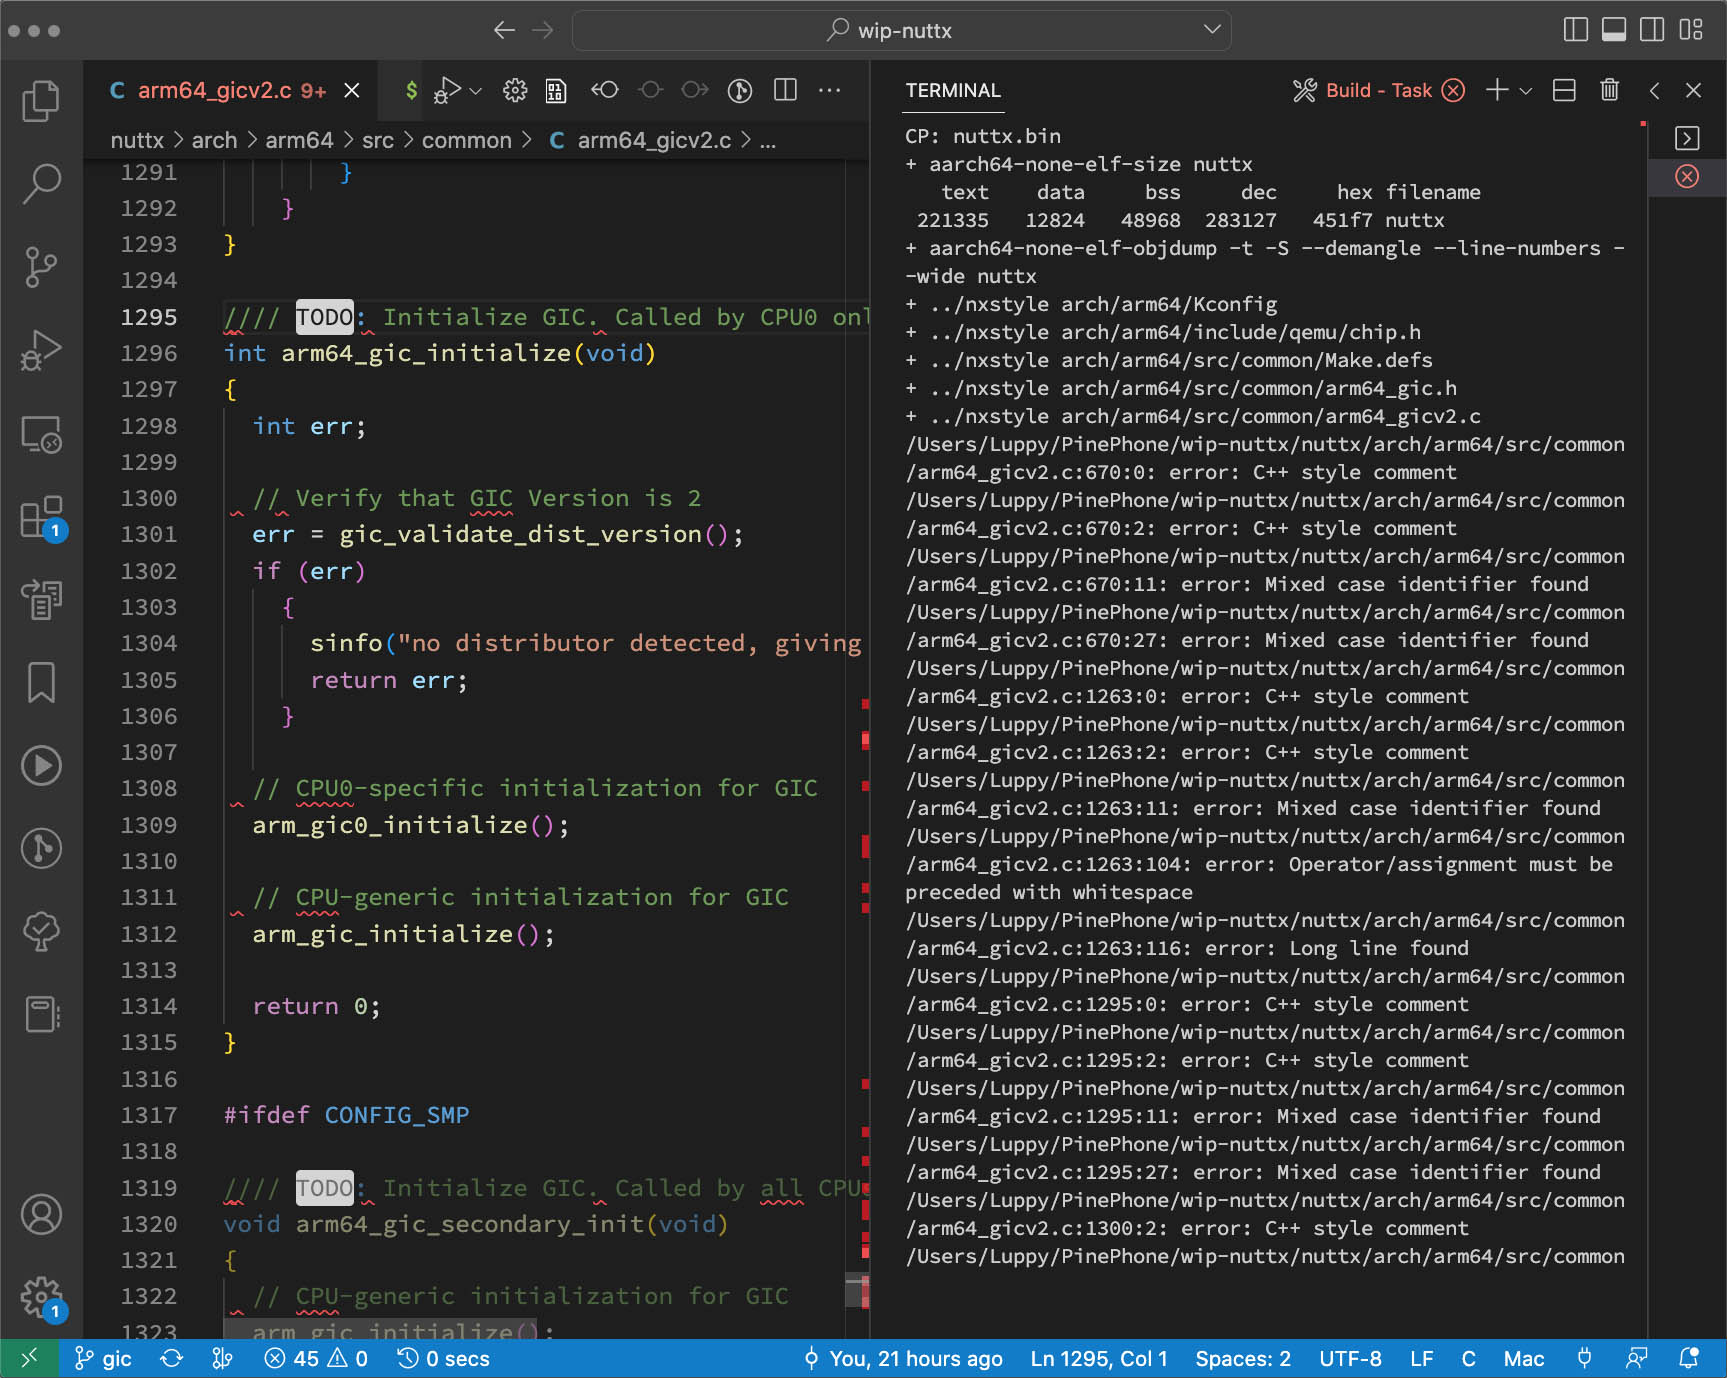 wip-nuttx
C arm64_gicv2.c 9+
$
nuttx > arch > arm64 > src > common > C arm64_gicv2.c > ...
1291 }
1292 }
1293 }
1294
1295 //// TODO: Initialize GIC. Called by CPU0 onl
1296 int arm64_gic_initialize(void)
1297 {
1298 int err;
1299
1300 // Verify that GIC Version is 2
1301 err = gic_validate_dist_version();
1302 if (err)
1303 {
1304 sinfo("no distributor detected, giving
1305 return err;
1306 }
1307
1308 // CPU0-specific initialization for GIC
1309 arm_gic0_initialize();
1310
1311 // CPU-generic initialization for GIC
1312 arm_gic_initialize();
1313
1314 return 0;
1315 }
1316
1317 #ifdef CONFIG_SMP
1318
1319 //// TODO: Initialize GIC. Called by all CPU
1320 void arm64_gic_secondary_init(void)
1321 {
1322 // CPU-generic initialization for GIC
1323 arm_gic_initialize();
TERMINAL
Build - Task
CP: nuttx.bin
+ aarch64-none-elf-size nuttx
text data bss dec hex filename
221335 12824 48968 283127 451f7 nuttx
+ aarch64-none-elf-objdump -t -S --demangle --line-numbers -
-wide nuttx
+ ../nxstyle arch/arm64/Kconfig
+ ../nxstyle arch/arm64/include/qemu/chip.h
+ ../nxstyle arch/arm64/src/common/Make.defs
+ ../nxstyle arch/arm64/src/common/arm64_gic.h
+ ../nxstyle arch/arm64/src/common/arm64_gicv2.c
/Users/Luppy/PinePhone/wip-nuttx/nuttx/arch/arm64/src/common
/arm64_gicv2.c:670:0: error: C++ style comment
/Users/Luppy/PinePhone/wip-nuttx/nuttx/arch/arm64/src/common
/arm64_gicv2.c:670:2: error: C++ style comment
/Users/Luppy/PinePhone/wip-nuttx/nuttx/arch/arm64/src/common
/arm64_gicv2.c:670:11: error: Mixed case identifier found
/Users/Luppy/PinePhone/wip-nuttx/nuttx/arch/arm64/src/common
/arm64_gicv2.c:670:27: error: Mixed case identifier found
/Users/Luppy/PinePhone/wip-nuttx/nuttx/arch/arm64/src/common
/arm64_gicv2.c:1263:0: error: C++ style comment
/Users/Luppy/PinePhone/wip-nuttx/nuttx/arch/arm64/src/common
/arm64_gicv2.c:1263:2: error: C++ style comment
/Users/Luppy/PinePhone/wip-nuttx/nuttx/arch/arm64/src/common
/arm64_gicv2.c:1263:11: error: Mixed case identifier found
/Users/Luppy/PinePhone/wip-nuttx/nuttx/arch/arm64/src/common
/arm64_gicv2.c:1263:104: error: Operator/assignment must be
preceded with whitespace
/Users/Luppy/PinePhone/wip-nuttx/nuttx/arch/arm64/src/common
/arm64_gicv2.c:1263:116: error: Long line found
/Users/Luppy/PinePhone/wip-nuttx/nuttx/arch/arm64/src/common
/arm64_gicv2.c:1295:0: error: C++ style comment
/Users/Luppy/PinePhone/wip-nuttx/nuttx/arch/arm64/src/common
/arm64_gicv2.c:1295:2: error: C++ style comment
/Users/Luppy/PinePhone/wip-nuttx/nuttx/arch/arm64/src/common
/arm64_gicv2.c:1295:11: error: Mixed case identifier found
/Users/Luppy/PinePhone/wip-nuttx/nuttx/arch/arm64/src/common
/arm64_gicv2.c:1295:27: error: Mixed case identifier found
/Users/Luppy/PinePhone/wip-nuttx/nuttx/arch/arm64/src/common
/arm64_gicv2.c:1300:2: error: C++ style comment
/Users/Luppy/PinePhone/wip-nuttx/nuttx/arch/arm64/src/common
1
1
gic 45 0 0 secs You, 21 hours ago Ln 1295, Col 1 Spaces: 2 UTF-8 LF C Mac